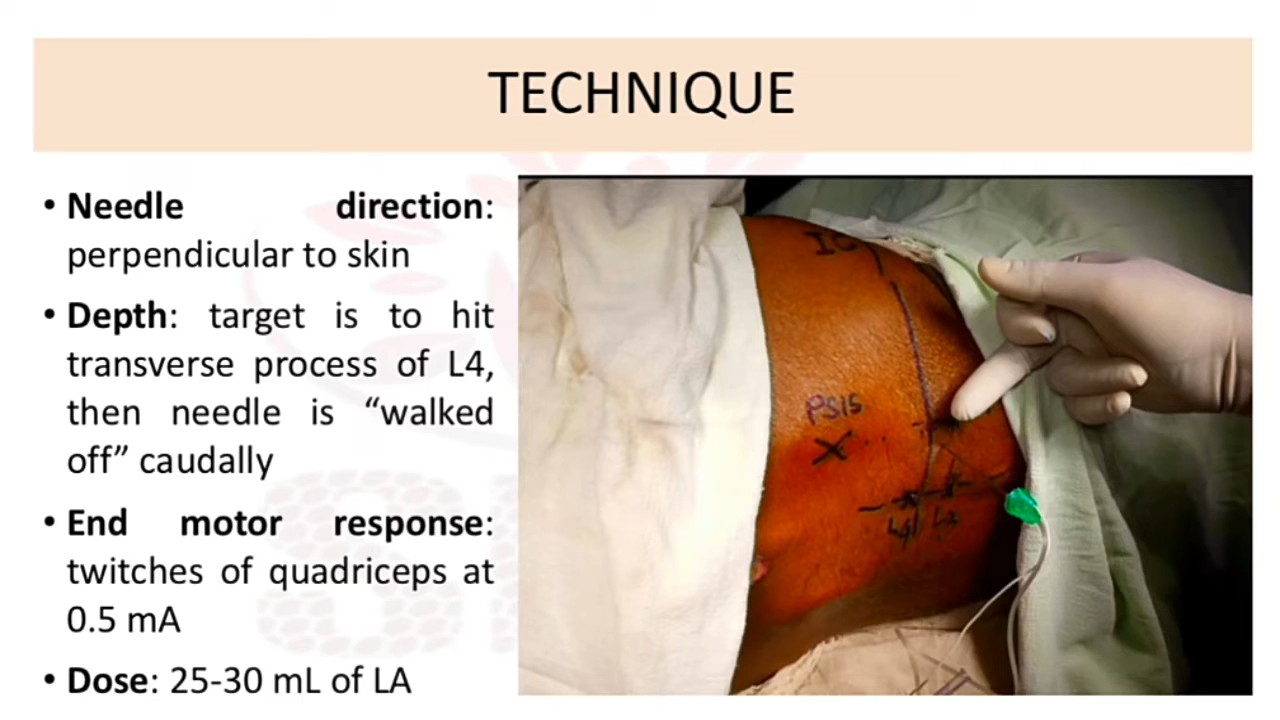 TECHNIQUE
• Needle direction:
perpendicular to skin
• Depth: target is to hit
transverse process of L4,
then needle is “walked
off” caudally
• End motor response:
twitches of quadriceps at
0.5 mA
• Dose: 25-30 mL of LA
IC
PSIS
L4 L3